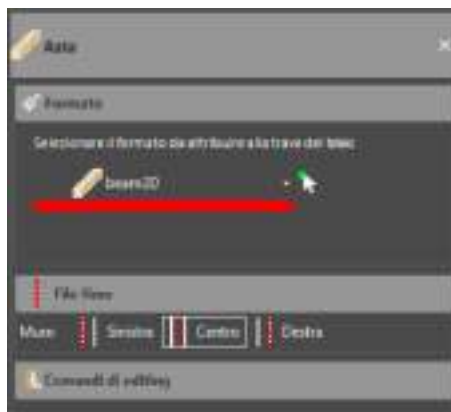 Asta
Formato
Selezionare il formato da attribuire alla trave del telaio
beam2D
Filo fisso
Muro Sinistra Centro Destra
Comandi di editing